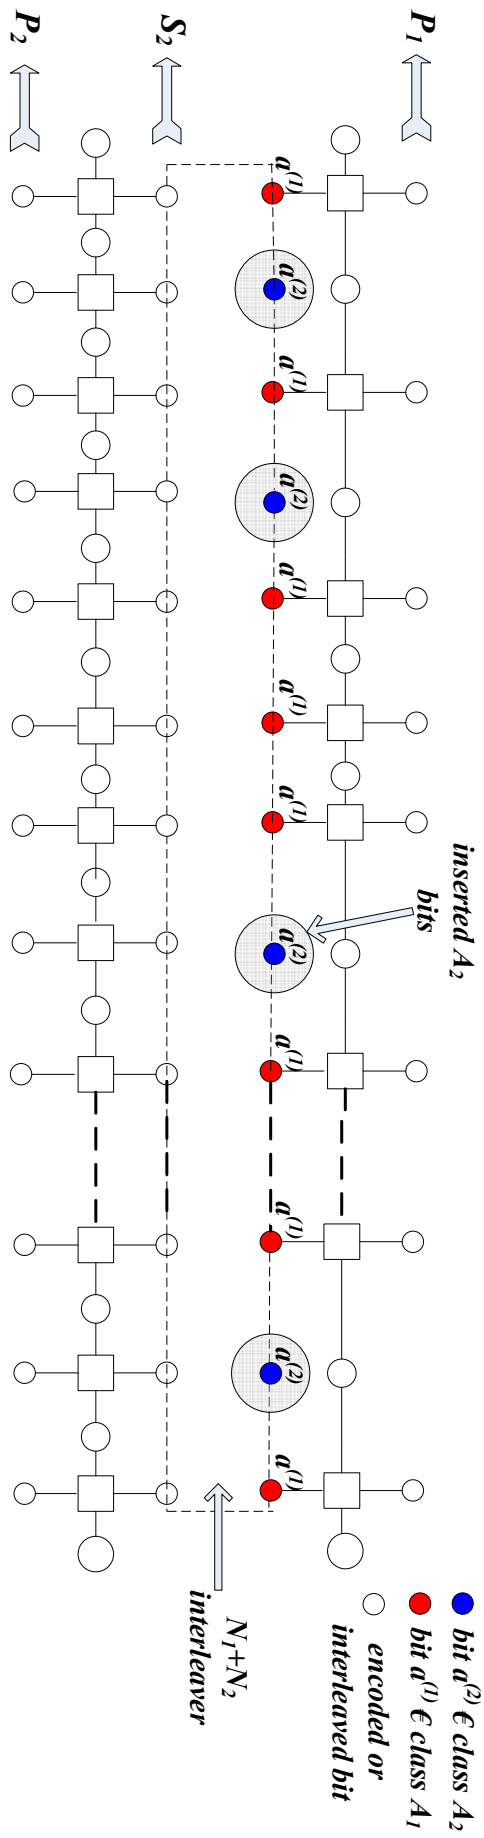 P1
a(1)
a(2)
a(1)
a(2)
a(1)
a(1)
a(1)
a(2)
a(1)
a(1)
a(2)
a(1)
S2
P2
inserted A2
bits
N1+N2
interleaver
bit a(2) € class A2
bit a(1) € class A1
encoded or
interleaved bit